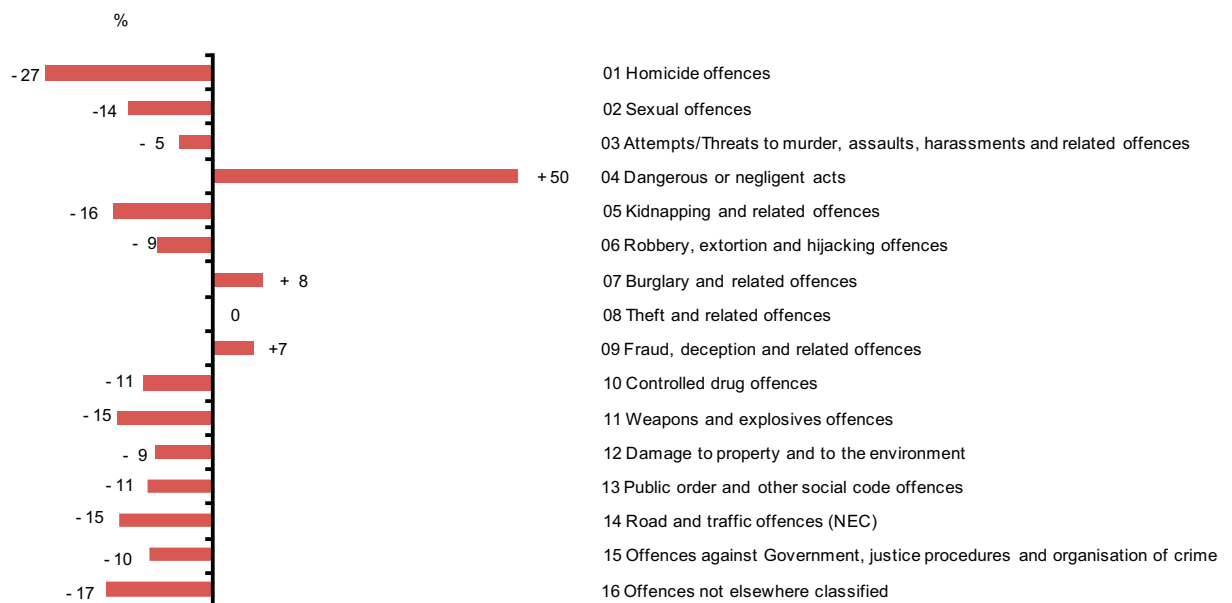 %
- 27 01 Homicide offences
-14 02 Sexual offences
- 5 03 Attempts/Threats to murder, assaults, harassments and related offences
+ 50 04 Dangerous or negligent acts
- 16 05 Kidnapping and related offences
- 9 06 Robbery, extortion and hijacking offences
+ 8 07 Burglary and related offences
0 08 Theft and related offences
+7 09 Fraud, deception and related offences
- 11 10 Controlled drug offences
- 15 11 Weapons and explosives offences
- 9 12 Damage to property and to the environment
- 11 13 Public order and other social code offences
- 15 14 Road and traffic offences (NEC)
- 10 15 Offences against Government, justice procedures and organisation of crime
- 17 16 Offences not elsewhere classified